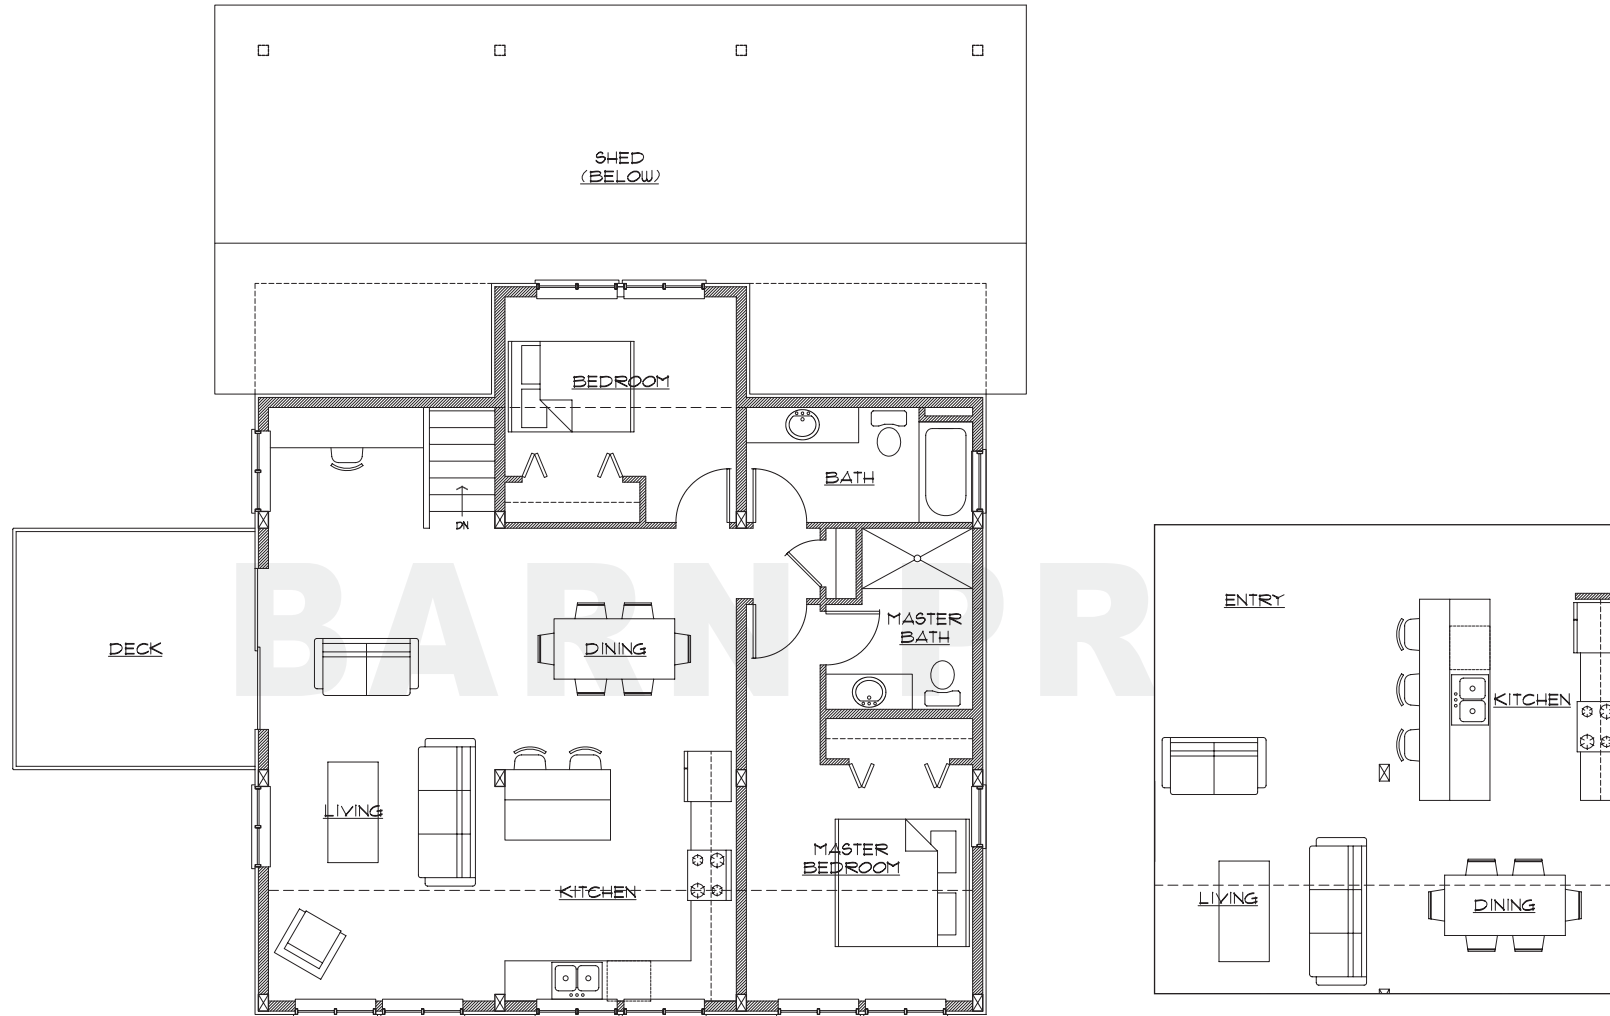 SHED
(BELOW)
BEDROOM
BATH
DN
BARN PR
DECK
DINING
MASTER
BATH
LIVING
KITCHEN
MASTER
BEDROOM
ENTRY
KITCHEN
LIVING
DINING